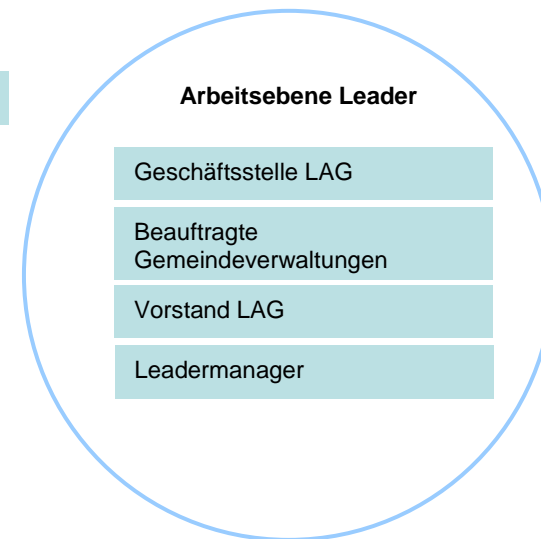 Arbeitsebene Leader
Geschäftsstelle LAG
Beauftragte
Gemeindeverwaltungen
Vorstand LAG
Leadermanager